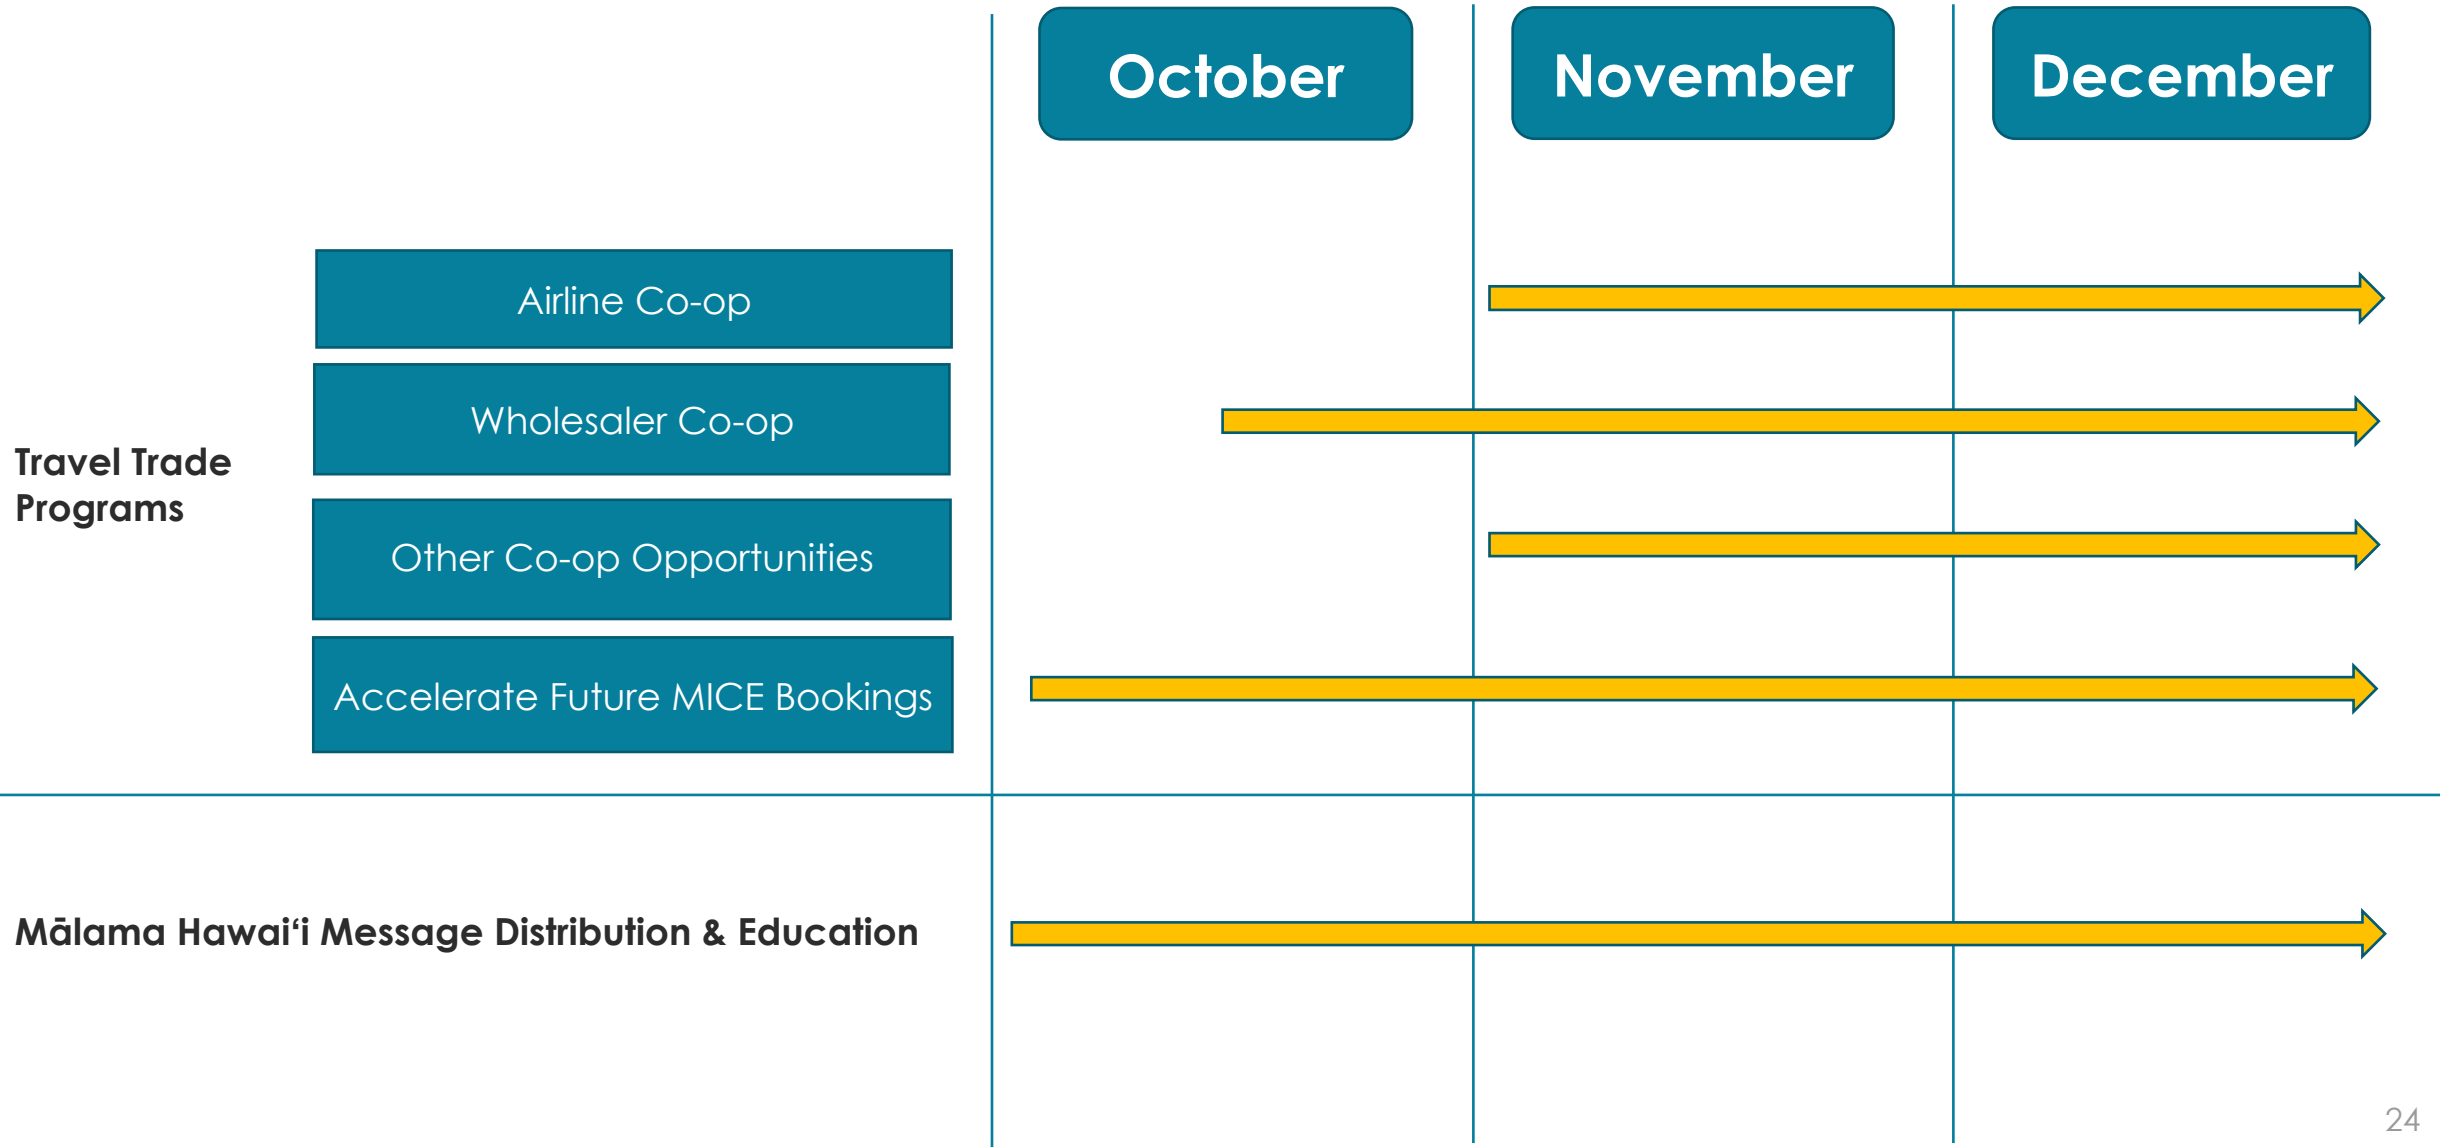 October
November
December
Airline Co-op
Wholesaler Co-op
Travel Trade
Programs
Other Co-op Opportunities
Accelerate Future MICE Bookings
Mālama Hawaiʻi Message Distribution & Education
24